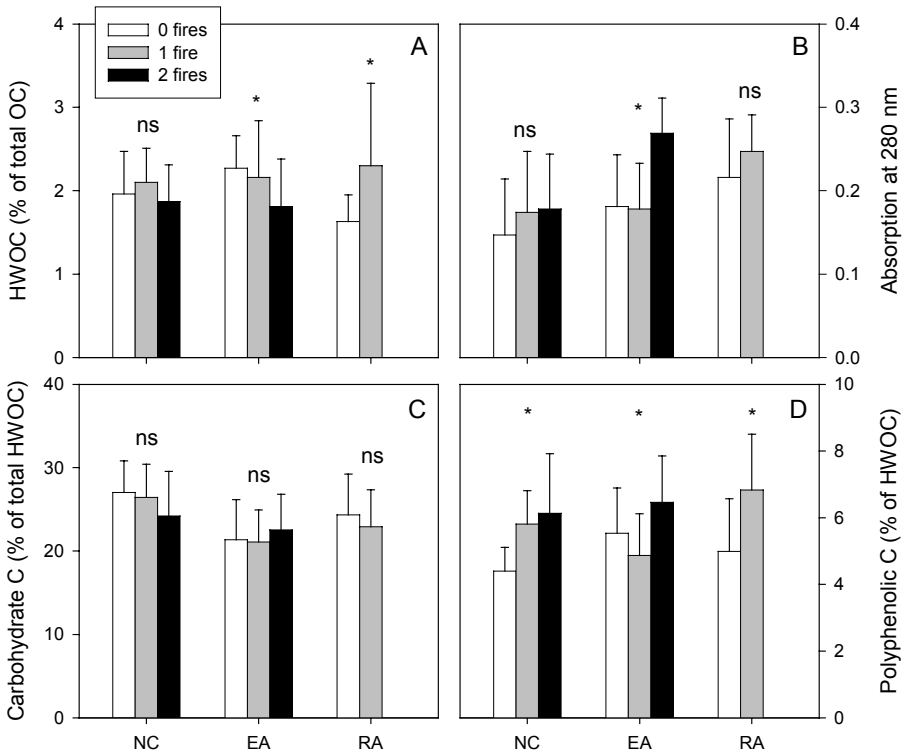 0 fires
1 fire
2 fires
A
HWOC (% of total OC)
4
3
2
1
0
ns
*
*
B
Absorption at 280 nm
0.4
0.3
0.2
0.1
0.0
ns
*
ns
C
Carbohydrate C (% of total HWOC)
40
30
20
10
0
ns
ns
ns
NC
EA
RA
D
Polyphenolic C (% of HWOC)
10
8
6
4
2
0
*
*
*
NC
EA
RA